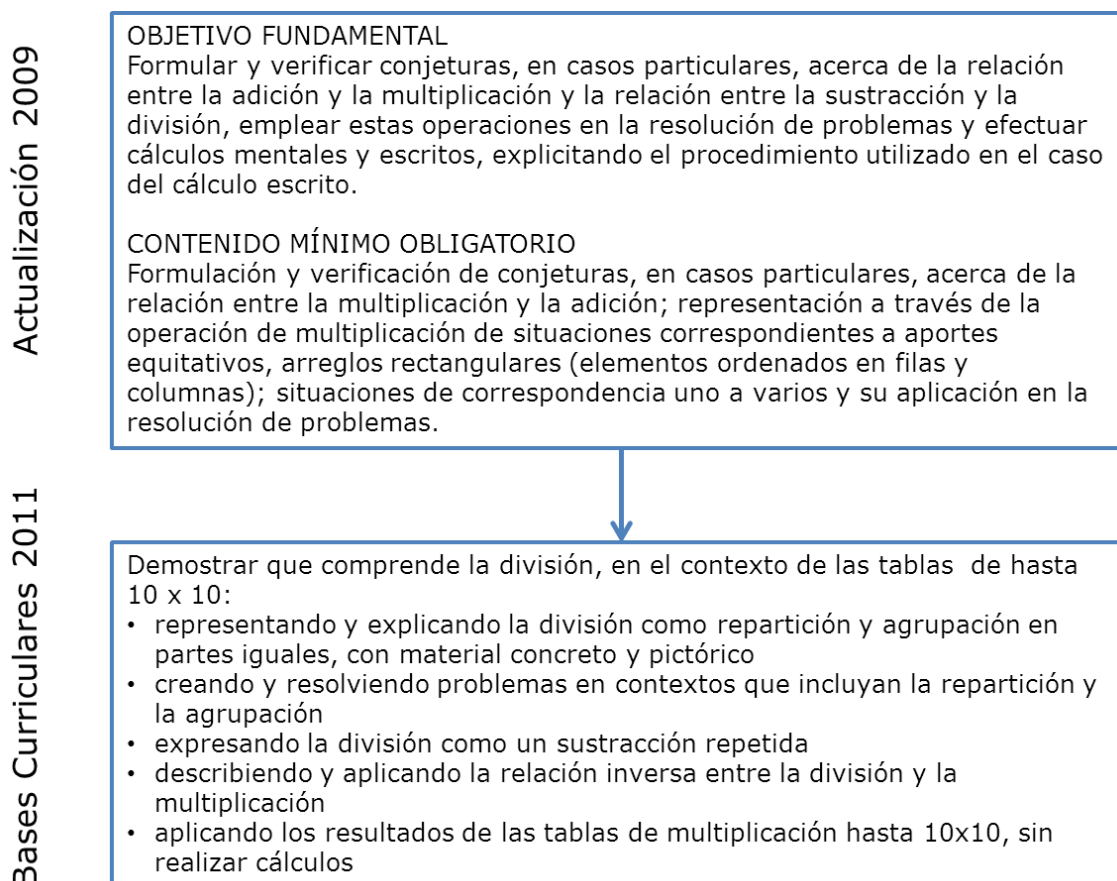 Actualización 2009
OBJETIVO FUNDAMENTAL
Formular y verificar conjeturas, en casos particulares, acerca de la relación
entre la adición y la multiplicación y la relación entre la sustracción y la
división, emplear estas operaciones en la resolución de problemas y efectuar
cálculos mentales y escritos, explicitando el procedimiento utilizado en el caso
del cálculo escrito.
CONTENIDO MÍNIMO OBLIGATORIO
Formulación y verificación de conjeturas, en casos particulares, acerca de la
relación entre la multiplicación y la adición; representación a través de la
operación de multiplicación de situaciones correspondientes a aportes
equitativos, arreglos rectangulares (elementos ordenados en filas y
columnas); situaciones de correspondencia uno a varios y su aplicación en la
resolución de problemas.
Bases Curriculares 2011
Demostrar que comprende la división, en el contexto de las tablas de hasta
10 x 10:
• representando y explicando la división como repartición y agrupación en
partes iguales, con material concreto y pictórico
• creando y resolviendo problemas en contextos que incluyan la repartición y
la agrupación
• expresando la división como un sustracción repetida
• describiendo y aplicando la relación inversa entre la división y la
multiplicación
• aplicando los resultados de las tablas de multiplicación hasta 10x10, sin
realizar cálculos